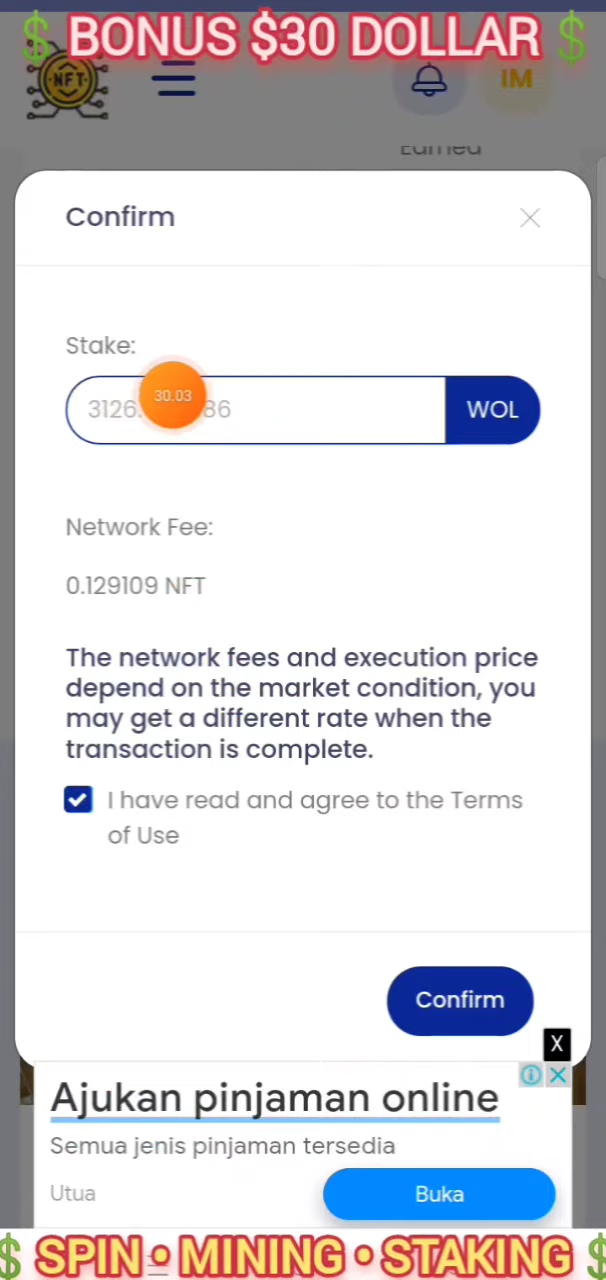 $ BONUS $30 DOLLAR $
NFT
IM
Earned
Confirm
Stake:
30.03
WOL
Network Fee:
0.129109 NFT
The network fees and execution price
depend on the market condition, you
may get a different rate when the
transaction is complete.
I have read and agree to the Terms
of Use
Confirm
X
Ajukan pinjaman online
Semua jenis pinjaman tersedia
Utua
Buka
$ SPIN • MINING • STAKING $